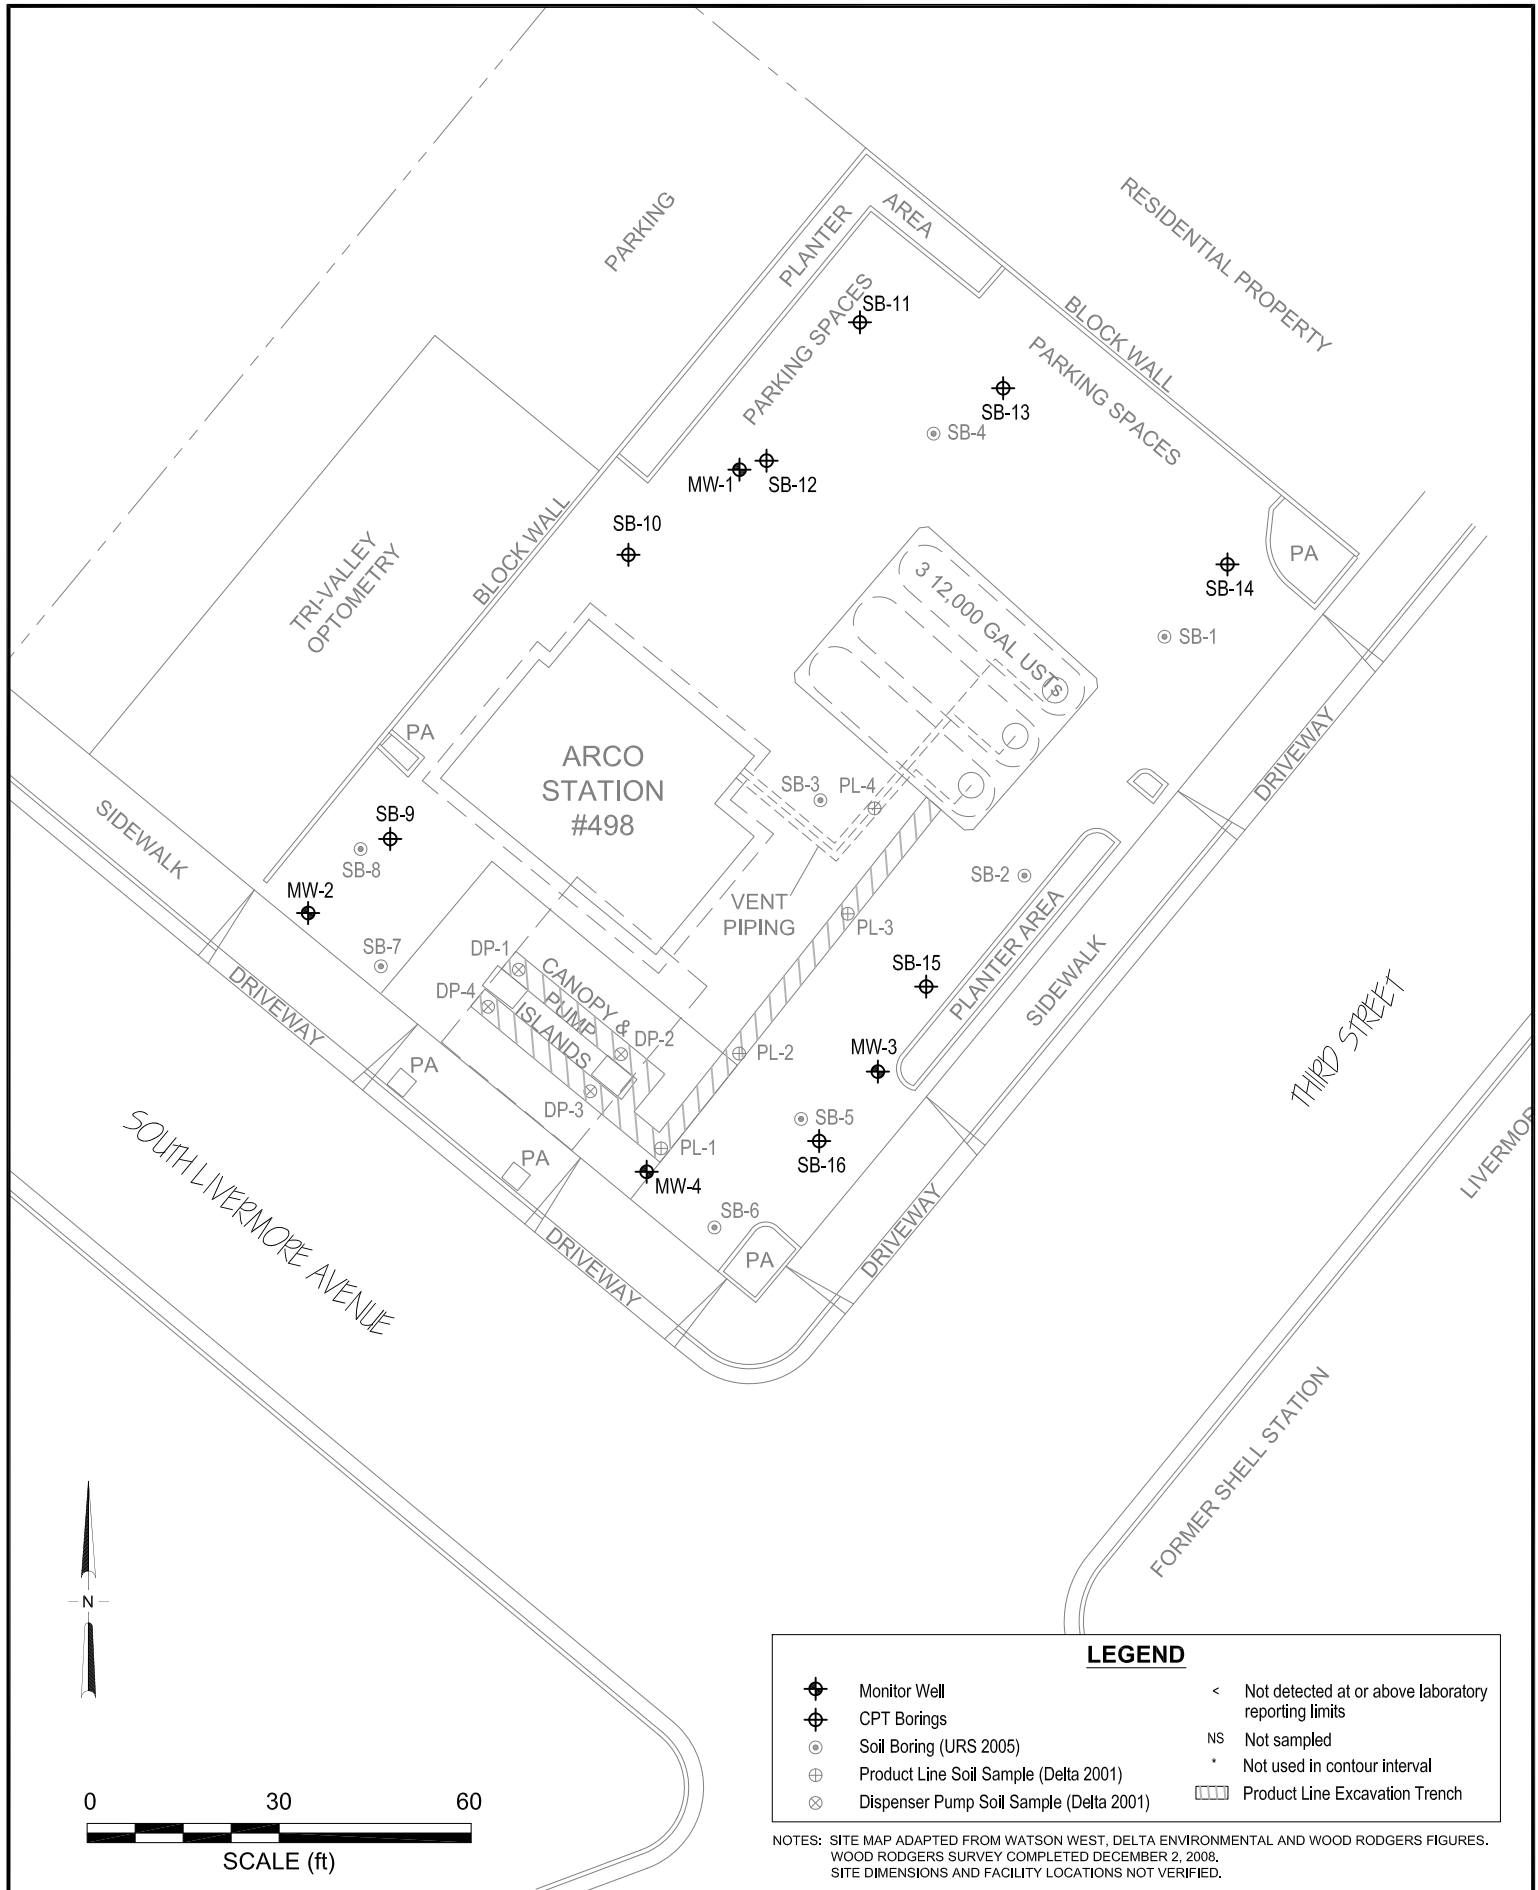 PARKING
PLANTER
AREA
RESIDENTIAL PROPERTY
PARKING SPACES
SB-11
BLOCK WALL
PARKING SPACES
SB-13
SB-4
MW-1
SB-12
SB-10
BLOCK WALL
TRI-VALLEY
OPTOMETRY
3 12,000 GAL USTs
PA
SB-14
SB-1
PA
ARCO
STATION
#498
SB-3
PL-4
DRIVEWAY
SIDEWALK
SB-9
SB-8
MW-2
SB-2
VENT
PIPING
PL-3
PLANTER AREA
SIDEWALK
SB-7
DP-1
DP-4
CANOPY &
PUMP
ISLANDS
DP-2
DP-3
SB-15
THIRD STREET
DRIVEWAY
PL-2
MW-3
PA
SB-5
SB-16
PL-1
MW-4
PA
SOUTH LIVERMORE AVENUE
SB-6
PA
DRIVEWAY
DRIVEWAY
LIVERMOR
FORMER SHELL STATION
N
0 30 60
SCALE (ft)
LEGEND
Monitor Well
CPT Borings
Soil Boring (URS 2005)
Product Line Soil Sample (Delta 2001)
Dispenser Pump Soil Sample (Delta 2001)
< Not detected at or above laboratory
reporting limits
NS Not sampled
* Not used in contour interval
Product Line Excavation Trench
NOTES: SITE MAP ADAPTED FROM WATSON WEST, DELTA ENVIRONMENTAL AND WOOD RODGERS FIGURES.
WOOD RODGERS SURVEY COMPLETED DECEMBER 2, 2008.
SITE DIMENSIONS AND FACILITY LOCATIONS NOT VERIFIED.